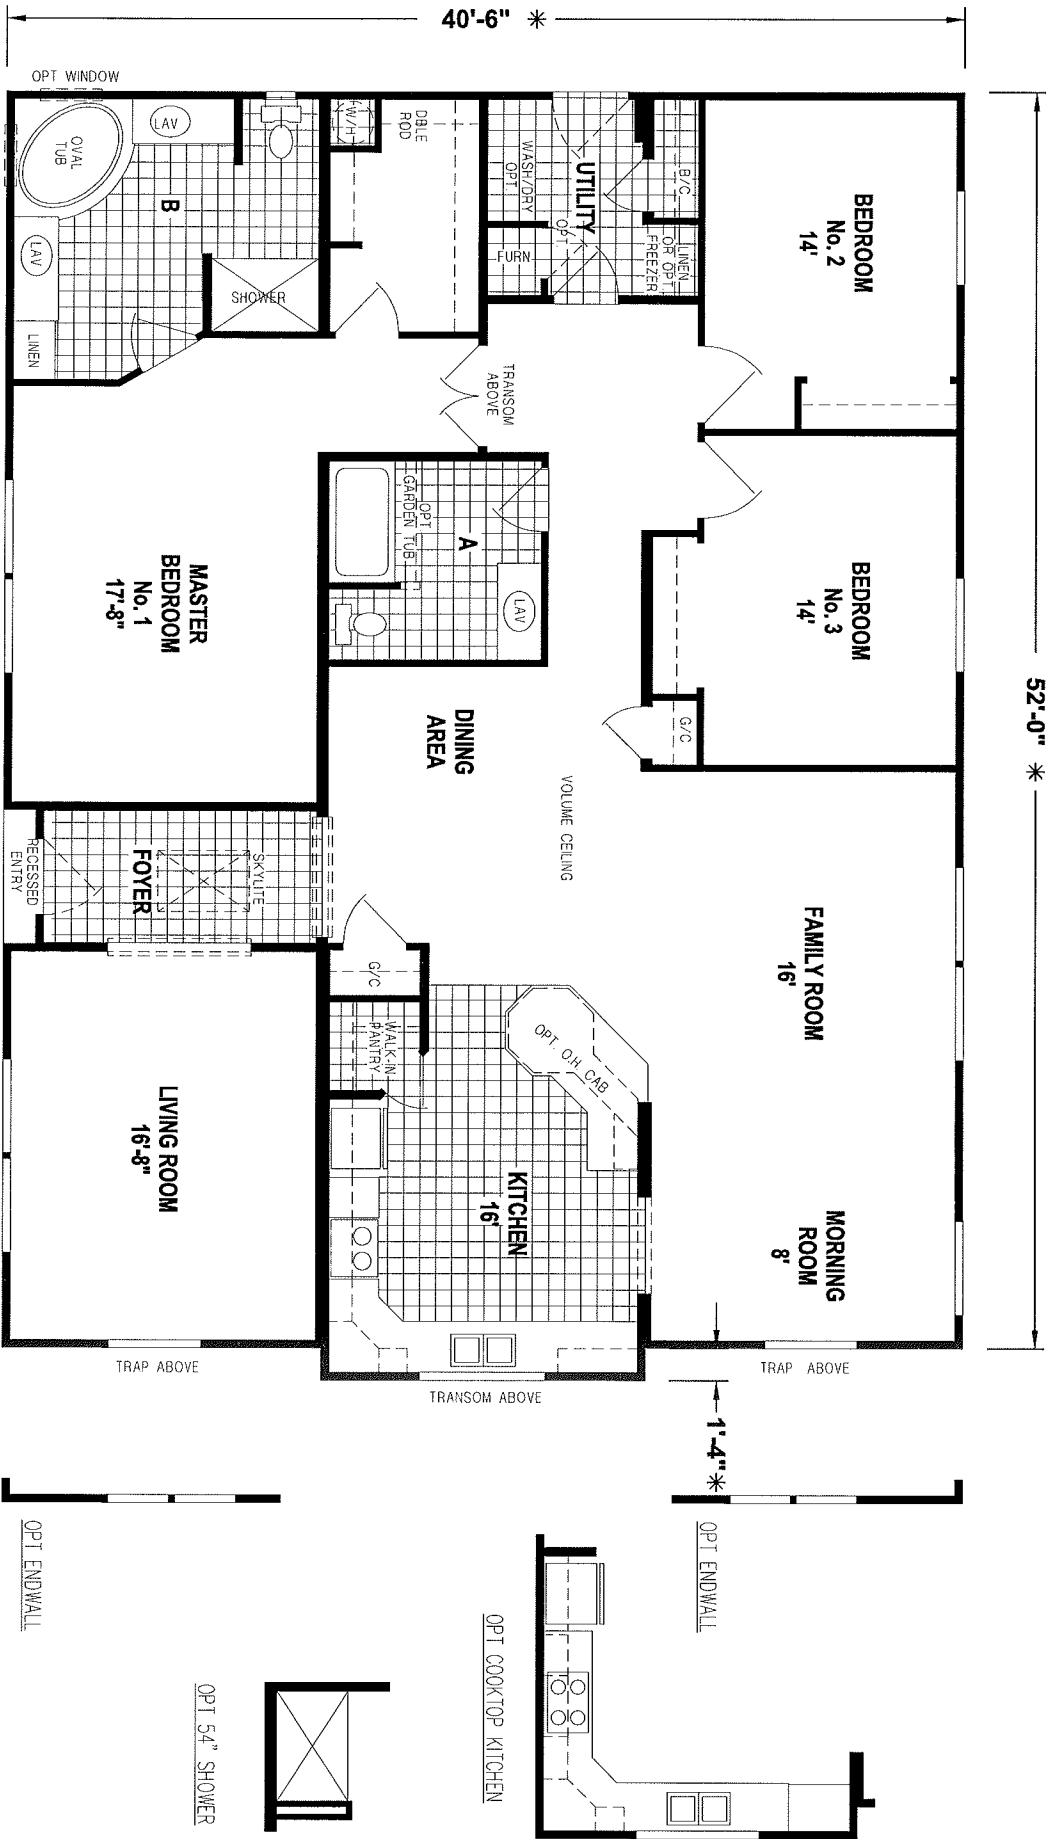 40'-6" ✳
52'-0" ✳
1'-4" ✳
OPT WINDOW
OVAL
TUB
LAV
B
LAV
LINEN
SHOWER
W/H
DBLE
ROD
WASH/DRY
OPT
UTILITY
OPT
FURN
B/C
LINEN
OR OPT
FREEZER
BEDROOM
No. 2
14'
TRANSOM
ABOVE
BEDROOM
No. 3
14'
G/C
OPT
GARDEN TUB
A
LAV
MASTER
BEDROOM
No. 1
17'-8"
DINING
AREA
VOLUME CEILING
RECESSED
ENTRY
FOYER
SKYLITE
FAMILY ROOM
16'
G/C
WALK-IN
PANTRY
OPT. O.H. CAB
KITCHEN
16'
LIVING ROOM
16'-8"
MORNING
ROOM
8'
TRAP ABOVE
TRANSOM ABOVE
TRAP ABOVE
OPT ENDWALL
OPT ENDWALL
OPT COOKTOP KITCHEN
OPT 54" SHOWER